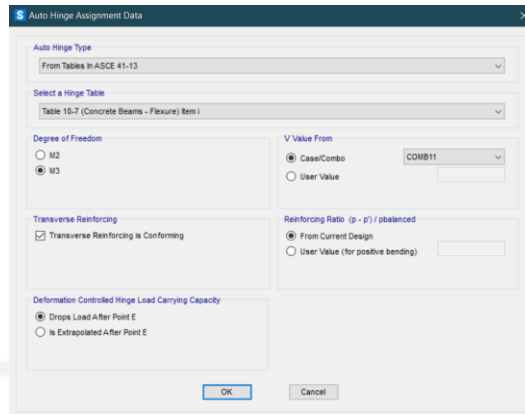 S Auto Hinge Assignment Data
Auto Hinge Type
From Tables In ASCE 41-13
Select a Hinge Table
Table 10-7 (Concrete Beams - Flexure) Item i
Degree of Freedom
M2
M3
V Value From
Case/Combo COMB11
User Value
Transverse Reinforcing
Transverse Reinforcing is Conforming
Reinforcing Ratio (p - p') / pbalanced
From Current Design
User Value (for positive bending)
Deformation Controlled Hinge Load Carrying Capacity
Drops Load After Point E
Is Extrapolated After Point E
OK Cancel